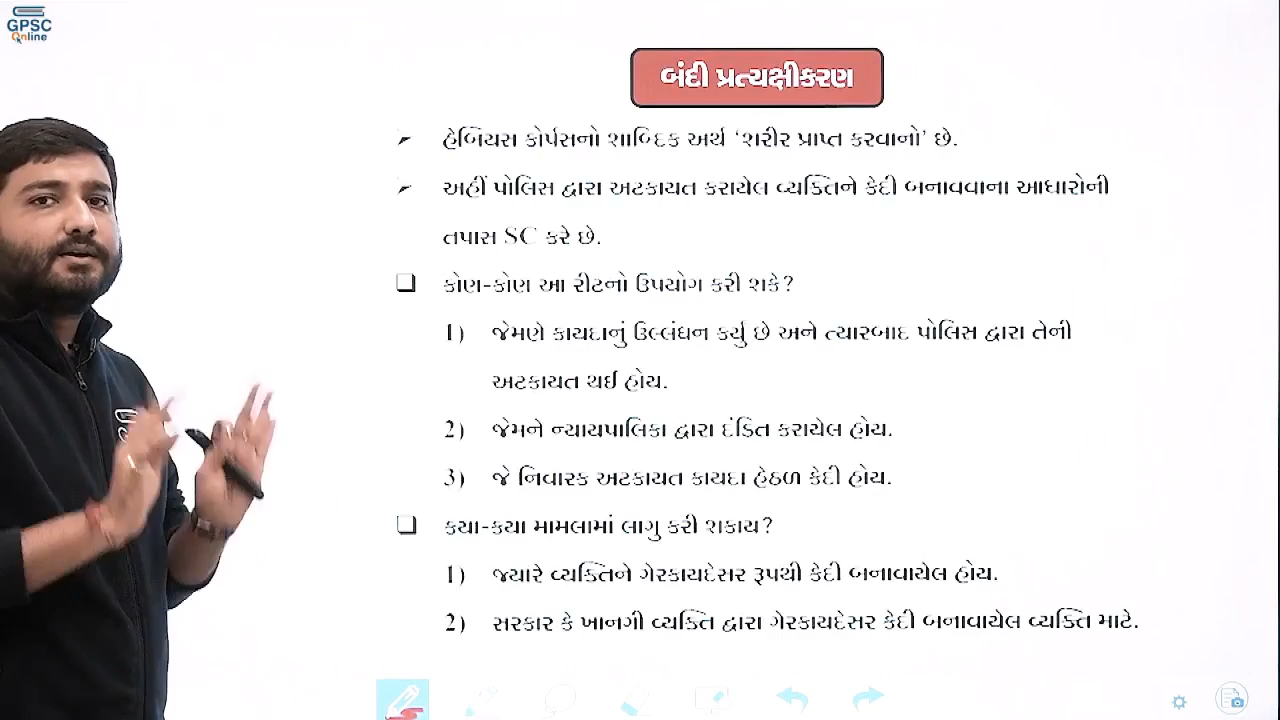 GPSC
Online
બંદી પ્રત્યક્ષીકરણ
➢ હેબિયસ કોર્પસનો શાબ્દિક અર્થ ‘શરીર પ્રાપ્ત કરવાનો’ છે.
➢ અહીં પોલિસ દ્વારા અટકાયત કરાયેલ વ્યક્તિને કેદી બનાવવાના આધારોની
તપાસ SC કરે છે.
❑ કોણ-કોણ આ રીટનો ઉપયોગ કરી શકે?
1) જેમણે કાયદાનું ઉલ્લંઘન કર્યુ છે અને ત્યારબાદ પોલિસ દ્વારા તેની
અટકાયત થઈ હોય.
2) જેમને ન્યાયપાલિકા દ્વારા દંડિત કરાયેલ હોય.
3) જે નિવારક અટકાયત કાયદા હેઠળ કેદી હોય.
❑ કયા-કયા મામલામાં લાગુ કરી શકાય?
1) જ્યારે વ્યક્તિને ગેરકાયદેસર રૂપથી કેદી બનાવાયેલ હોય.
2) સરકાર કે ખાનગી વ્યક્તિ દ્વારા ગેરકાયદેસર કેદી બનાવાયેલ વ્યક્તિ માટે.